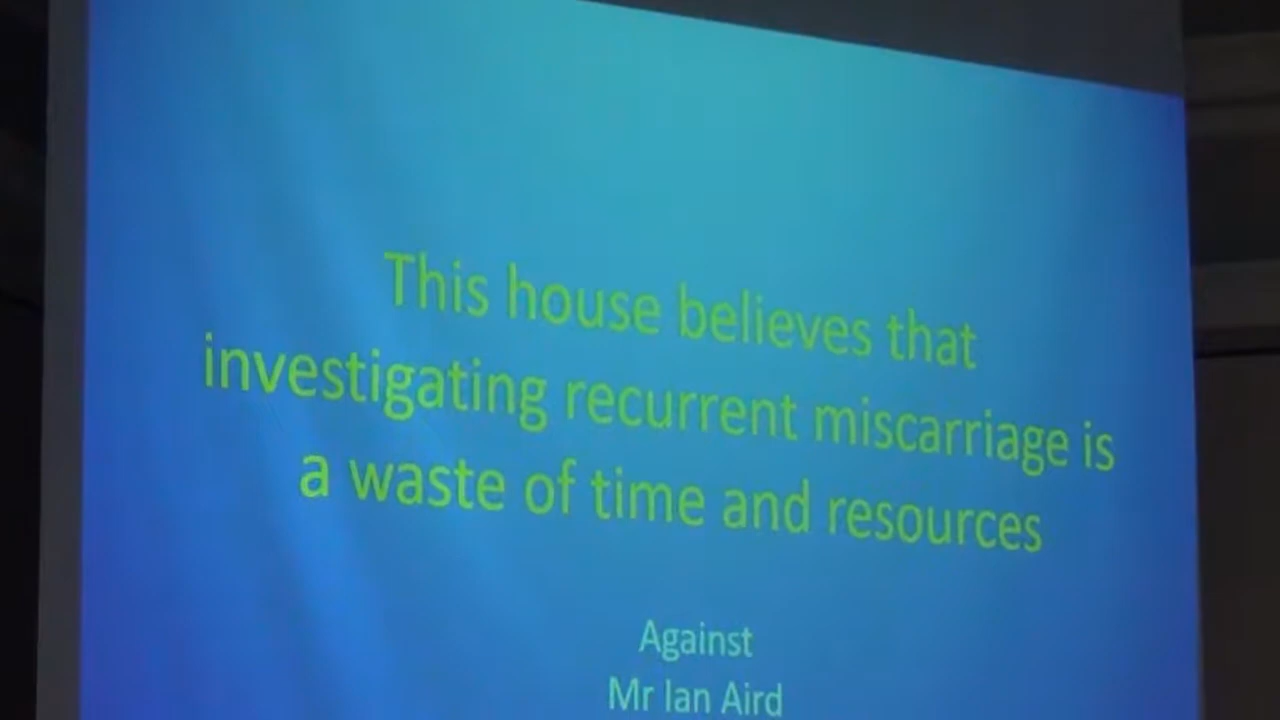 This house believes that
investigating recurrent miscarriage is
a waste of time and resources
Against
Mr Ian Aird